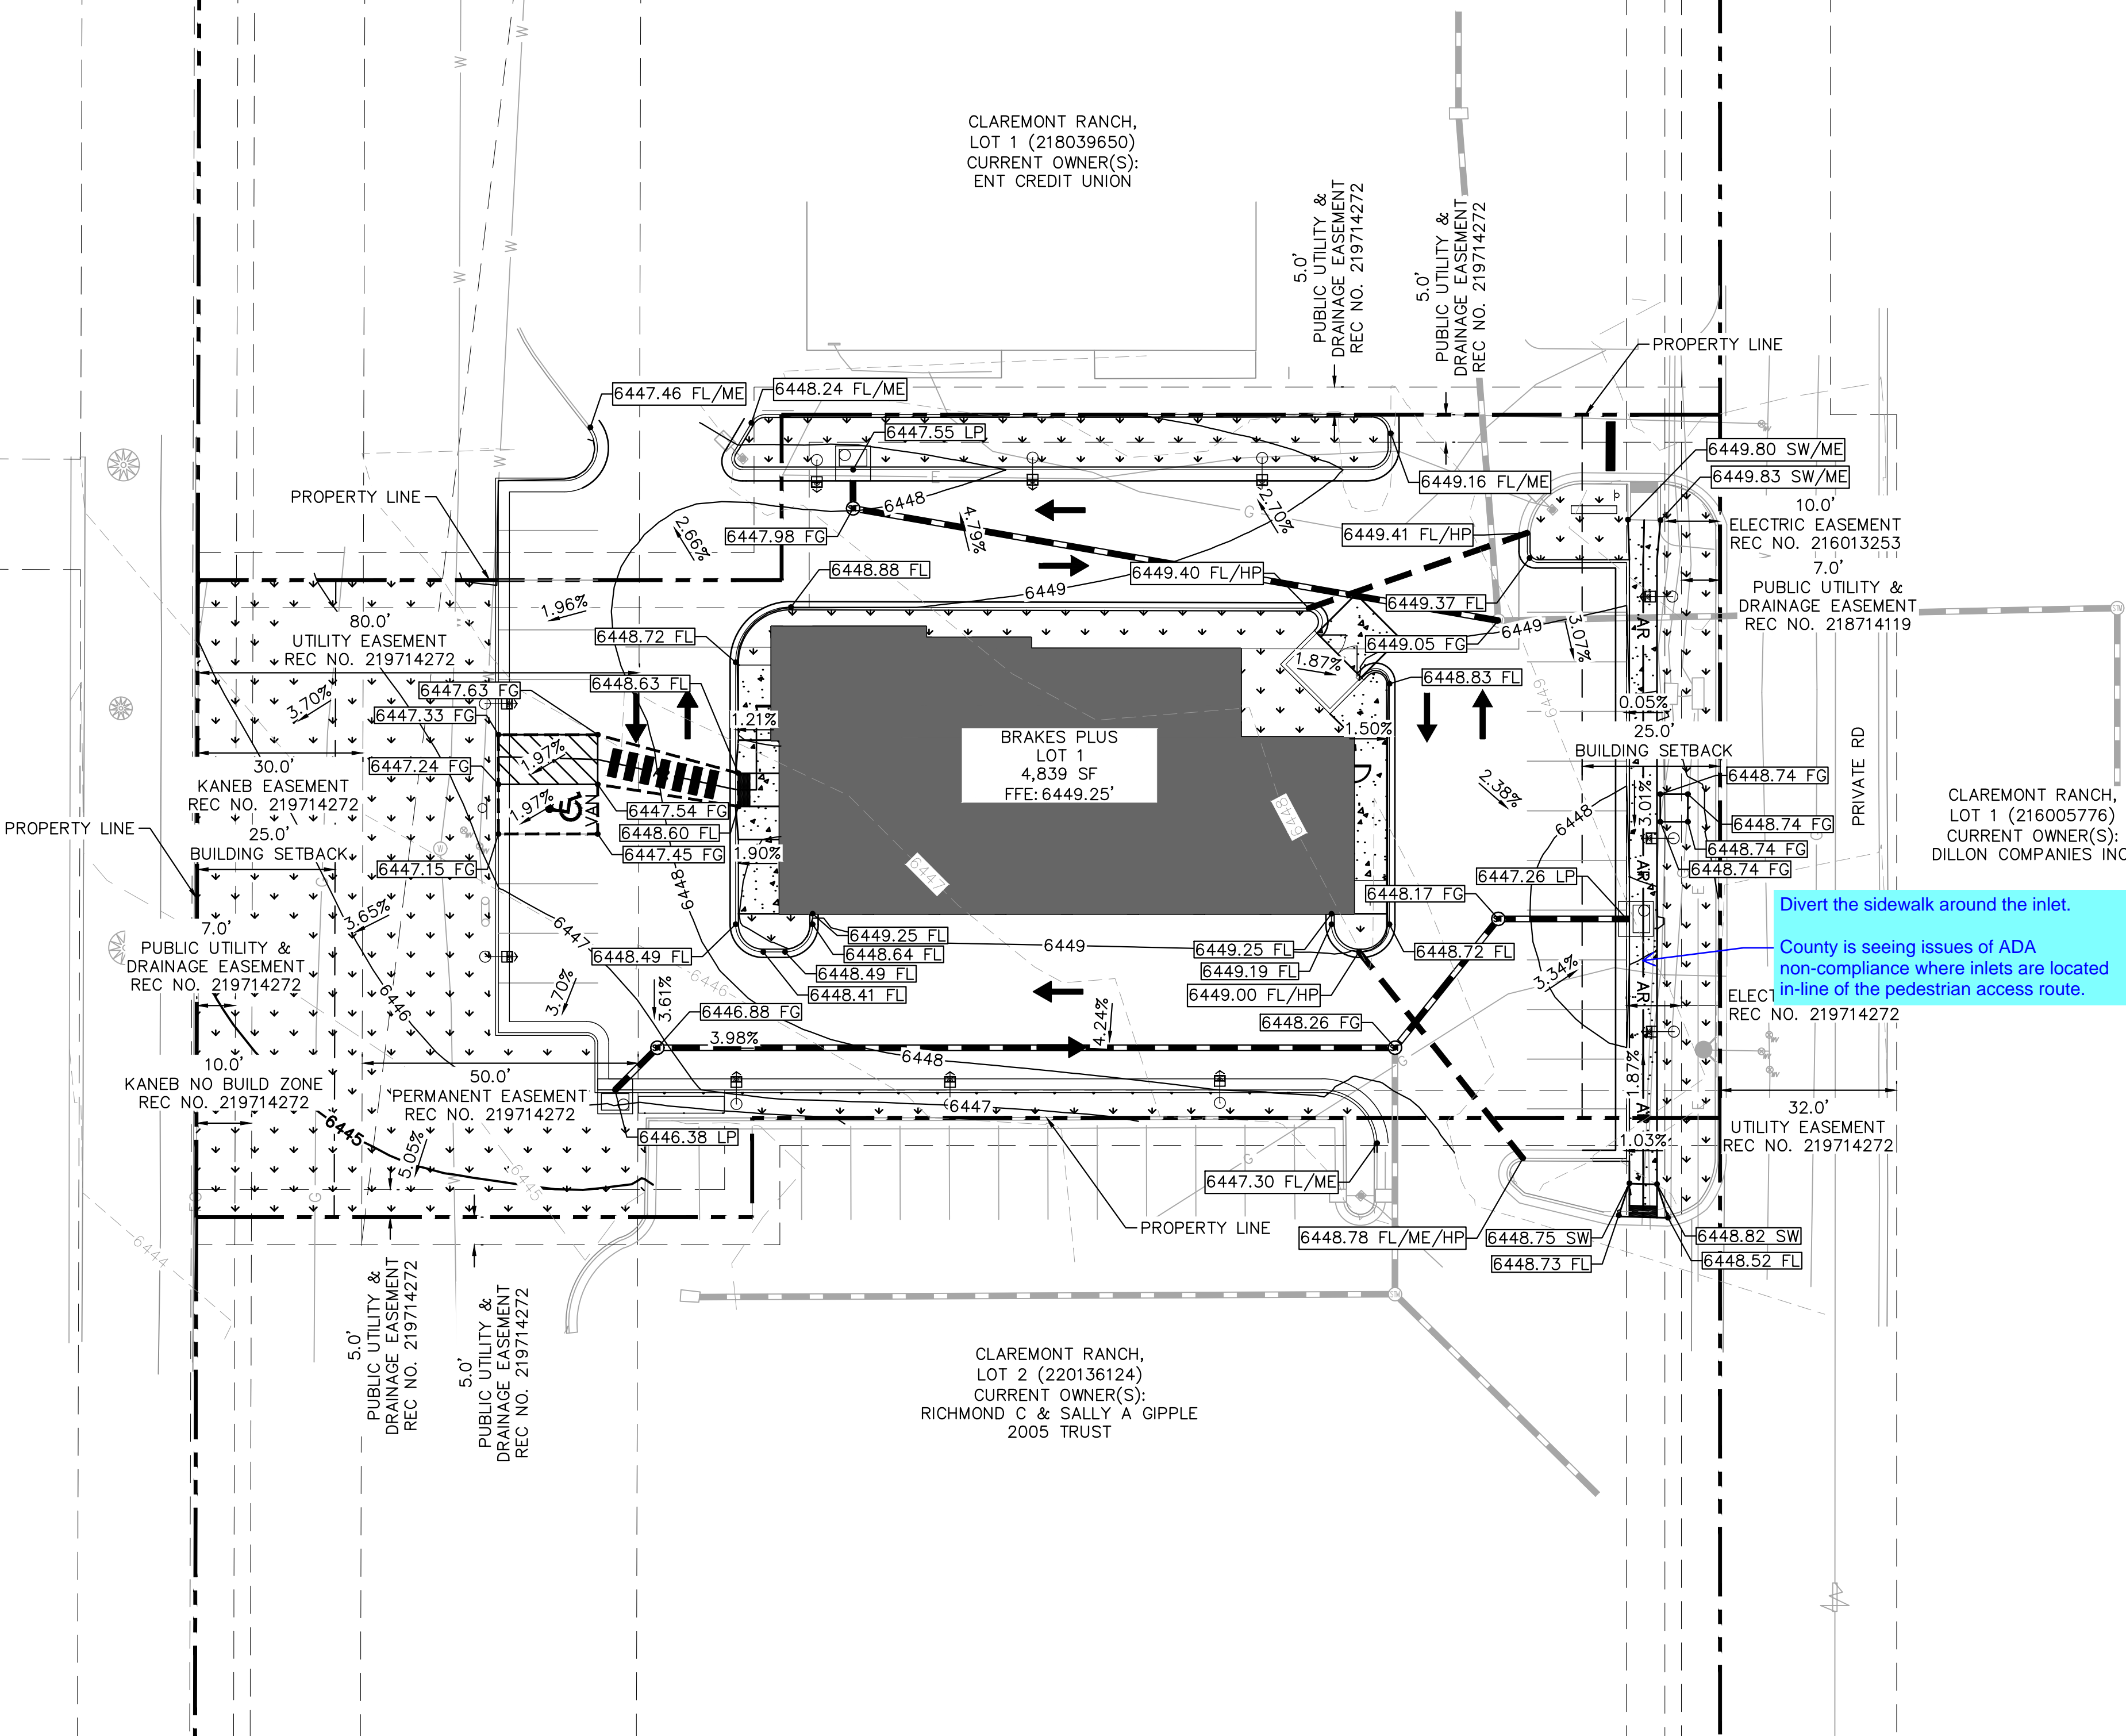 CLAREMONT RANCH,
LOT 1 (218039650)
CURRENT OWNER(S):
ENT CREDIT UNION
5.0'
PUBLIC UTILITY &
DRAINAGE EASEMENT
REC NO. 219714272
5.0'
PUBLIC UTILITY &
DRAINAGE EASEMENT
REC NO. 219714272
PROPERTY LINE
6447.46 FL/ME
6448.24 FL/ME
6447.55 LP
6449.80 SW/ME
6449.83 SW/ME
6449.16 FL/ME
PROPERTY LINE
6448
4.79%
2.70%
2.66%
6447.98 FG
6449.41 FL/HP
10.0'
ELECTRIC EASEMENT
REC NO. 216013253
7.0'
PUBLIC UTILITY &
DRAINAGE EASEMENT
REC NO. 218714119
6448.88 FL
6449.40 FL/HP
6449
6449.37 FL
1.96%
80.0'
UTILITY EASEMENT
REC NO. 219714272
6448.72 FL
6449.05 FG
6449
3.07%
AR
1.87%
6448.83 FL
6448.63 FL
6447.63 FG
3.70%
6447.33 FG
6449
0.05%
25.0'
BUILDING SETBACK
1.21%
1.50%
BRAKES PLUS
LOT 1
4,839 SF
FFE: 6449.25'
1.97%
6447.24 FG
30.0'
KANEB EASEMENT
REC NO. 219714272
25.0'
BUILDING SETBACK
PROPERTY LINE
1.97%
VAN
6447.54 FG
6448.60 FL
6447.45 FG
6447.15 FG
1.90%
6448
6447
2.38%
6448
3.01%
AR
6448.74 FG
6448.74 FG
6448.74 FG
6448.74 FG
PRIVATE RD
CLAREMONT RANCH,
LOT 1 (216005776)
CURRENT OWNER(S):
DILLON COMPANIES INC
6447.26 LP
6448.17 FG
Divert the sidewalk around the inlet.
County is seeing issues of ADA
non-compliance where inlets are located
in-line of the pedestrian access route.
7.0'
PUBLIC UTILITY &
DRAINAGE EASEMENT
REC NO. 219714272
3.65%
6448
6447
6446
6448.49 FL
6449.25 FL
6448.64 FL
6448.49 FL
6448.41 FL
6449
6449.25 FL
6449.19 FL
6449.00 FL/HP
6448.72 FL
3.34%
AR
ELECT
REC NO. 219714272
3.70%
3.61%
6446
6446.88 FG
3.98%
4.24%
6448.26 FG
6448
10.0'
KANEB NO BUILD ZONE
REC NO. 219714272
50.0'
PERMANENT EASEMENT
REC NO. 219714272
6447
1.87%
AR
32.0'
UTILITY EASEMENT
REC NO. 219714272
6445
5.05%
6445
6446.38 LP
1.03%
6447.30 FL/ME
PROPERTY LINE
6448.78 FL/ME/HP
6448.75 SW
6448.73 FL
6448.82 SW
6448.52 FL
6444
5.0'
PUBLIC UTILITY &
DRAINAGE EASEMENT
REC NO. 219714272
5.0'
PUBLIC UTILITY &
DRAINAGE EASEMENT
REC NO. 219714272
CLAREMONT RANCH,
LOT 2 (220136124)
CURRENT OWNER(S):
RICHMOND C & SALLY A GIPPLE
2005 TRUST